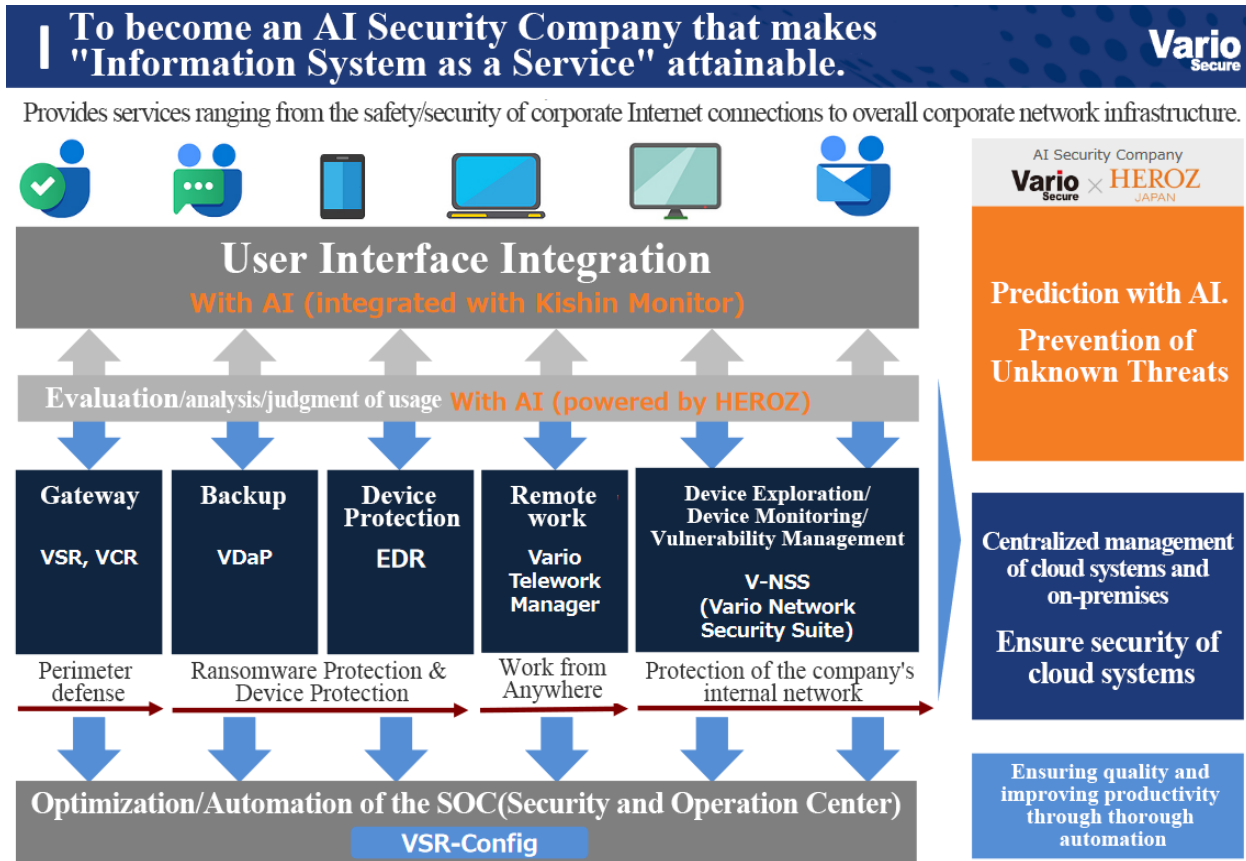 To become an AI Security Company that makes
"Information System as a Service" attainable.
Vario
Secure
Provides services ranging from the safety/security of corporate Internet connections to overall corporate network infrastructure.
User Interface Integration
With AI (integrated with Kishin Monitor)
Evaluation/analysis/judgment of usage With AI (powered by HEROZ)
Gateway
VSR, VCR
Backup
VDaP
Device
Protection
EDR
Remote
work
Vario
Telework
Manager
Device Exploration/
Device Monitoring/
Vulnerability Management
V-NSS
(Vario Network
Security Suite)
Perimeter
defense
Ransomware Protection &
Device Protection
Work from
Anywhere
Protection of the company's
internal network
Optimization/Automation of the SOC(Security and Operation Center)
VSR-Config
AI Security Company
Vario
Secure
× HEROZ
JAPAN
Prediction with AI.
Prevention of
Unknown Threats
Centralized management
of cloud systems and
on-premises
Ensure security of
cloud systems
Ensuring quality and
improving productivity
through thorough
automation